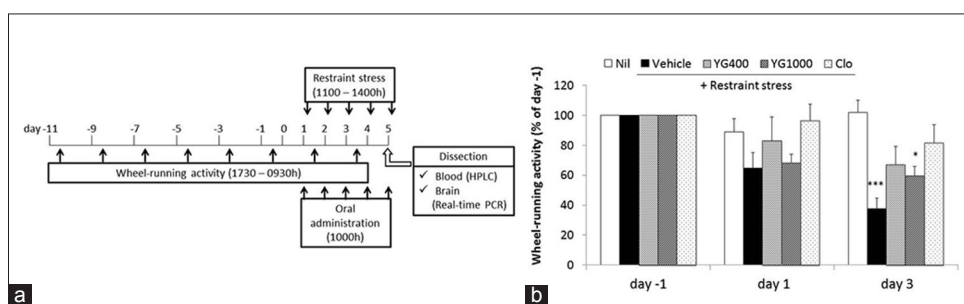 Restraint stress
(1100 – 1400h)
day -11 -9 -7 -5 -3 -1 0 1 2 3 4 5
Wheel-running activity (1730 – 0930h)
Oral
administration
(1000h)
Dissection
✓ Blood (HPLC)
✓ Brain
(Real-time PCR)
a
Nil Vehicle YG400 YG1000 Clo
+ Restraint stress
Wheel-running activity (% of day -1)
120
100
80
60
40
20
0
***
*
day -1 day 1 day 3
b